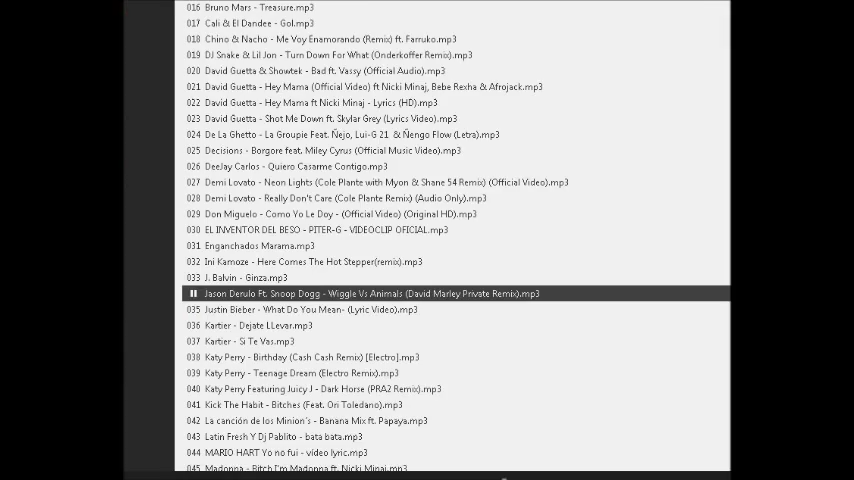 016 Bruno Mars - Treasure.mp3
017 Cali & El Dandee - Gol.mp3
018 Chino & Nacho - Me Voy Enamorando (Remix) ft. Farruko.mp3
019 DJ Snake & Lil Jon - Turn Down For What (Onderkoffer Remix).mp3
020 David Guetta & Showtek - Bad ft. Vassy (Official Audio).mp3
021 David Guetta - Hey Mama (Official Video) ft Nicki Minaj, Bebe Rexha & Afrojack.mp3
022 David Guetta - Hey Mama ft Nicki Minaj - Lyrics (HD).mp3
023 David Guetta - Shot Me Down ft. Skylar Grey (Lyrics Video).mp3
024 De La Ghetto - La Groupie Feat. Ñejo, Lui-G 21 & Ñengo Flow (Letra).mp3
025 Decisions - Borgore feat. Miley Cyrus (Official Music Video).mp3
026 DeeJay Carlos - Quiero Casarme Contigo.mp3
027 Demi Lovato - Neon Lights (Cole Plante with Myon & Shane 54 Remix) (Official Video).mp3
028 Demi Lovato - Really Don't Care (Cole Plante Remix) (Audio Only).mp3
029 Don Miguelo - Como Yo Le Doy - (Official Video) (Original HD).mp3
030 EL INVENTOR DEL BESO - PITER-G - VIDEOCLIP OFICIAL.mp3
031 Enganchados Marama.mp3
032 Ini Kamoze - Here Comes The Hot Stepper(remix).mp3
033 J. Balvin - Ginza.mp3
Jason Derulo Ft. Snoop Dogg - Wiggle Vs Animals (David Marley Private Remix).mp3
035 Justin Bieber - What Do You Mean- (Lyric Video).mp3
036 Kartier - Dejate LLevar.mp3
037 Kartier - Si Te Vas.mp3
038 Katy Perry - Birthday (Cash Cash Remix) [Electro].mp3
039 Katy Perry - Teenage Dream (Electro Remix).mp3
040 Katy Perry Featuring Juicy J - Dark Horse (PRA2 Remix).mp3
041 Kick The Habit - Bitches (Feat. Ori Toledano).mp3
042 La canción de los Minion's - Banana Mix ft. Papaya.mp3
043 Latin Fresh Y Dj Pablito - bata bata.mp3
044 MARIO HART Yo no fui - video lyric.mp3
045 Madonna - Bitch I'm Madonna ft. Nicki Minaj.mp3